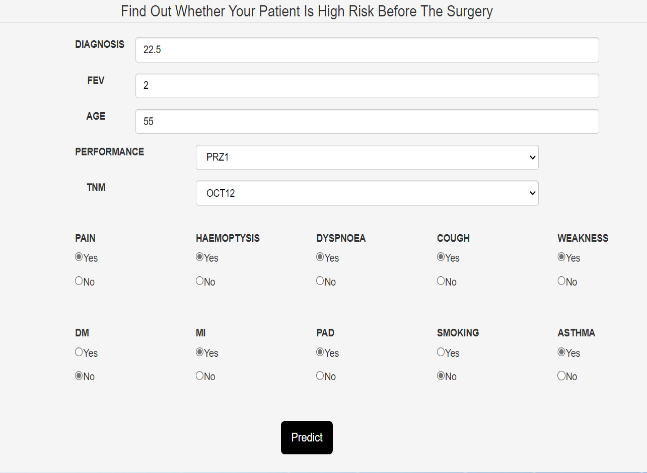 Find Out Whether Your Patient Is High Risk Before The Surgery
DIAGNOSIS 22.5
FEV 2
AGE 55
PERFORMANCE PRZ1
TNM OCT12
PAIN HAEMOPTYSIS DYSPNOEA COUGH WEAKNESS
Yes Yes Yes Yes Yes
No No No No No
DM MI PAD SMOKING ASTHMA
Yes Yes Yes Yes Yes
No No No No No
Predict